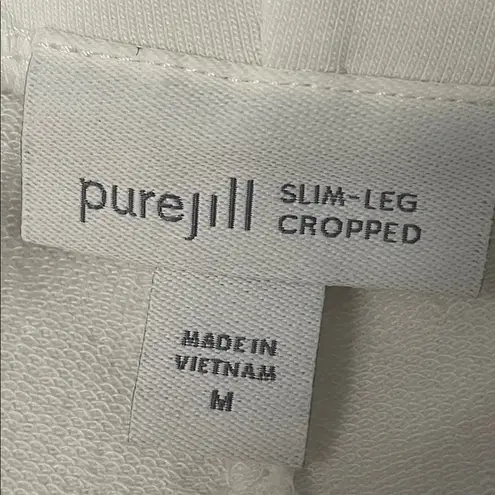 purejill
SLIM-LEG
CROPPED
MADE IN
VIETNAM
M